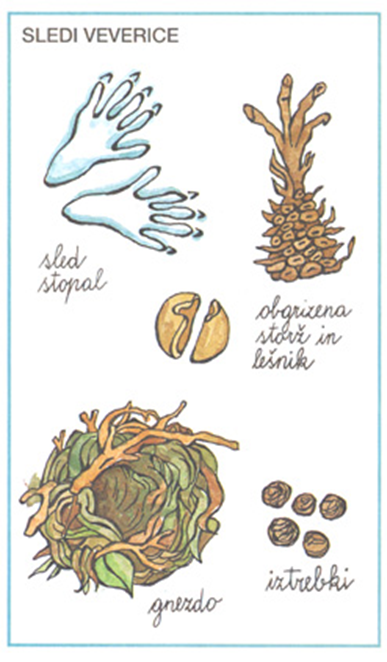 SLEDI VEVERICE
sled
stopal
obgrizena
storž in
lešnik
gnezdo
iztrebki